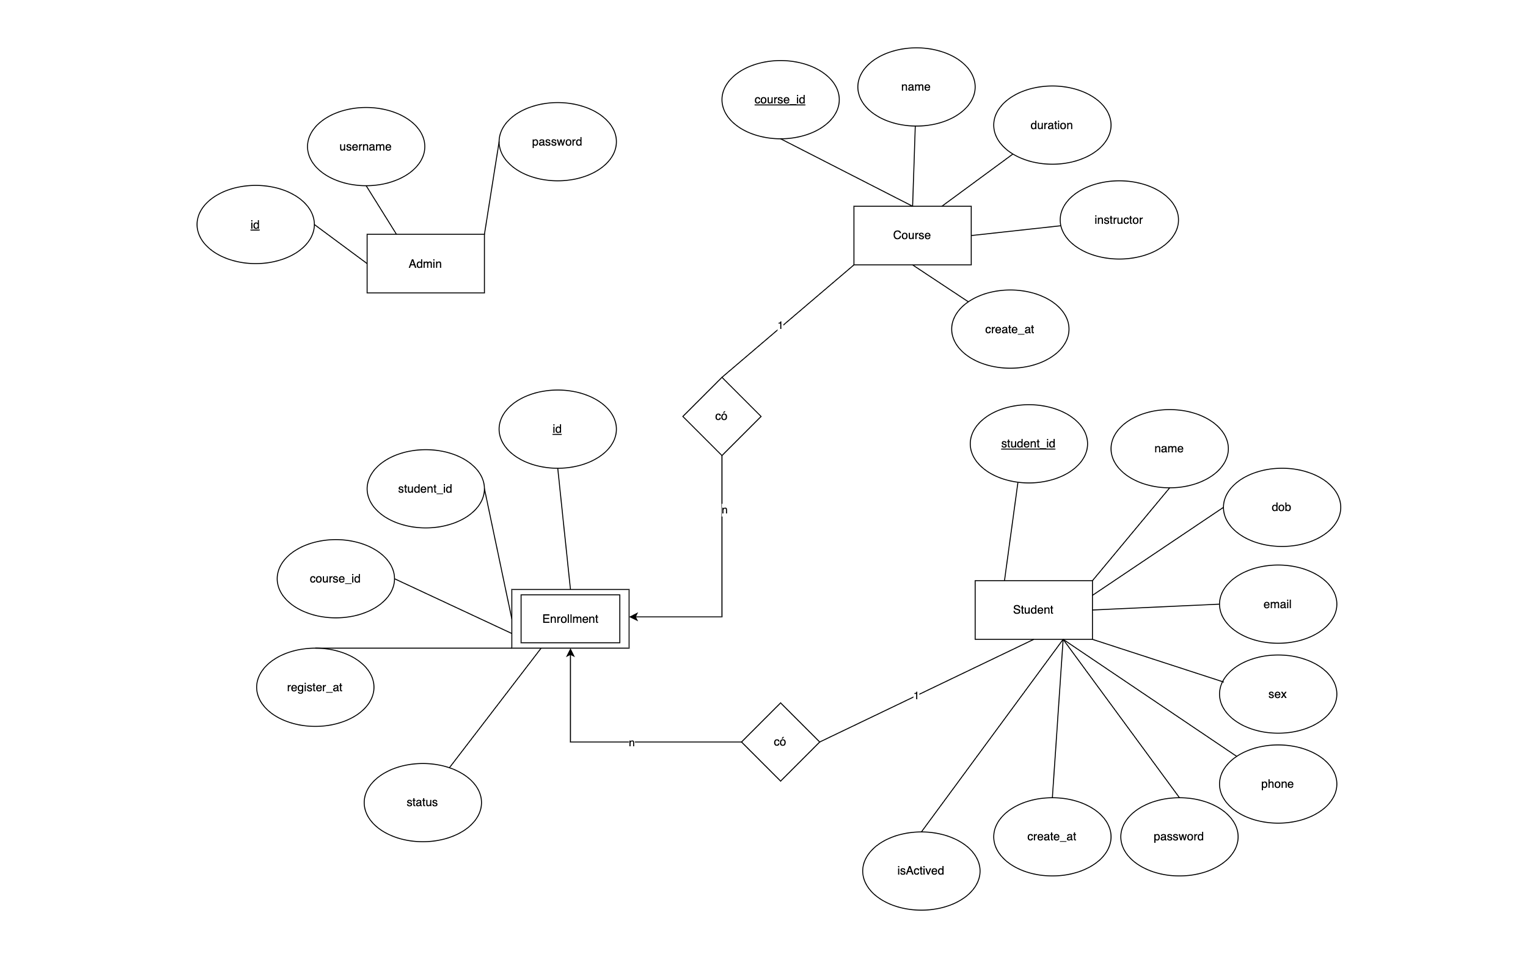 course_id
name
duration
instructor
Course
create_at
username
password
id
Admin
1
có
n
id
student_id
course_id
Enrollment
register_at
status
n
có
1
student_id
name
dob
email
Student
sex
phone
password
create_at
isActived